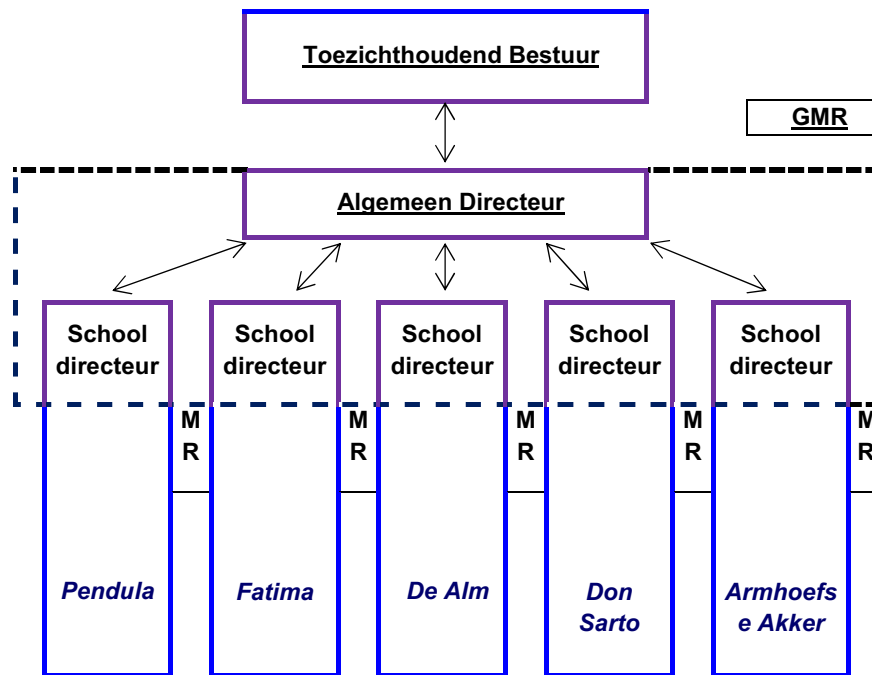 Toezichthoudend Bestuur
GMR
Algemeen Directeur
School
directeur
School
directeur
School
directeur
School
directeur
School
directeur
M
R
M
R
M
R
M
R
M
R
Pendula
Fatima
De Alm
Don
Sarto
Armhoefs
e Akker